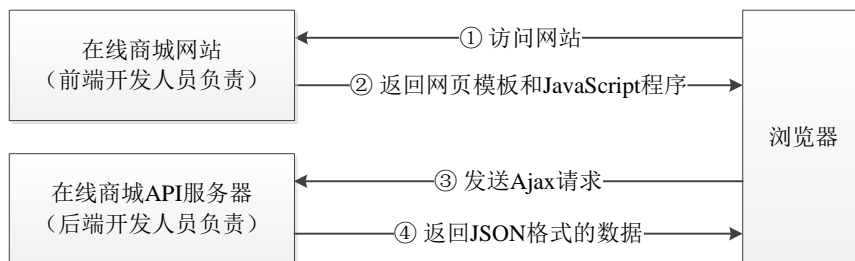 在线商城网站
（前端开发人员负责）
① 访问网站
② 返回网页模板和JavaScript程序
浏览器
在线商城API服务器
（后端开发人员负责）
③ 发送Ajax请求
④ 返回JSON格式的数据